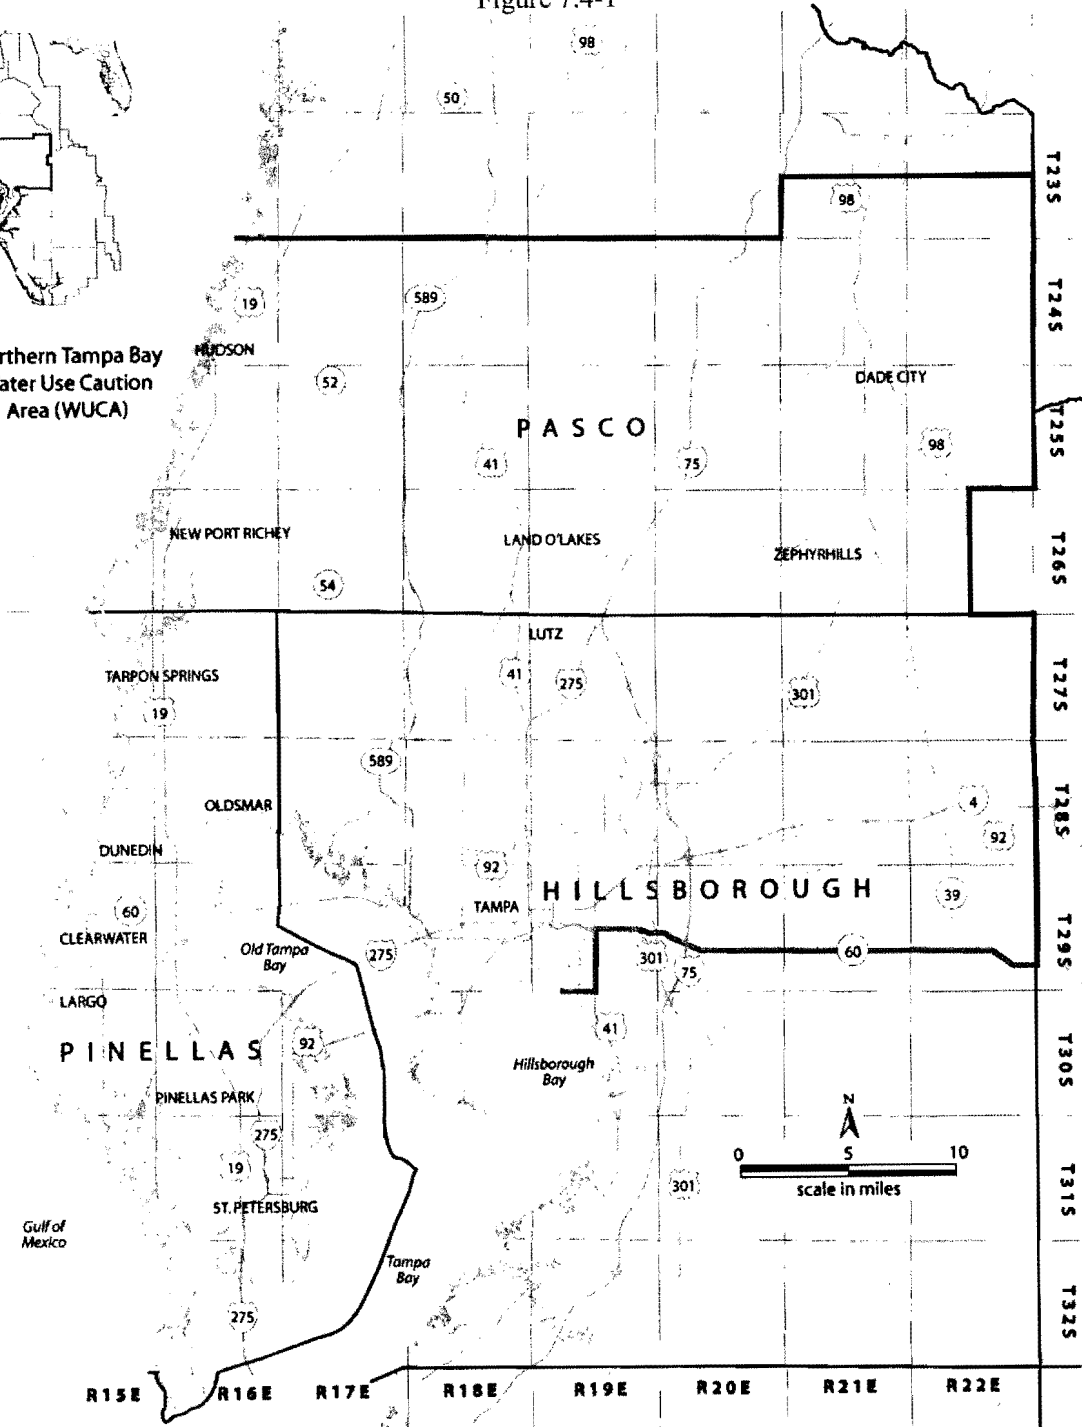 Figure 7.4-1
98
50
T23S
98
19
589
T24S
HUDSON
rthern Tampa Bay
ater Use Caution
Area (WUCA)
52
DADE CITY
PASCO
T25S
41
75
98
NEW PORT RICHEY
LAND O'LAKES
ZEPHYRHILLS
T26S
54
LUTZ
TARPON SPRINGS
41
275
301
T27S
19
589
OLDSMAR
4
T28S
92
DUNEDIN
92
HILLSBOROUGH
39
60
TAMPA
CLEARWATER
Old Tampa
Bay
275
301
75
60
T29S
LARGO
41
PINELLAS
92
Hillsborough
Bay
T30S
PINELLAS PARK
N
275
0 5 10
scale in miles
19
301
T31S
ST. PETERSBURG
Gulf of
Mexico
Tampa
Bay
275
T32S
R15E R16E R17E R18E R19E R20E R21E R22E